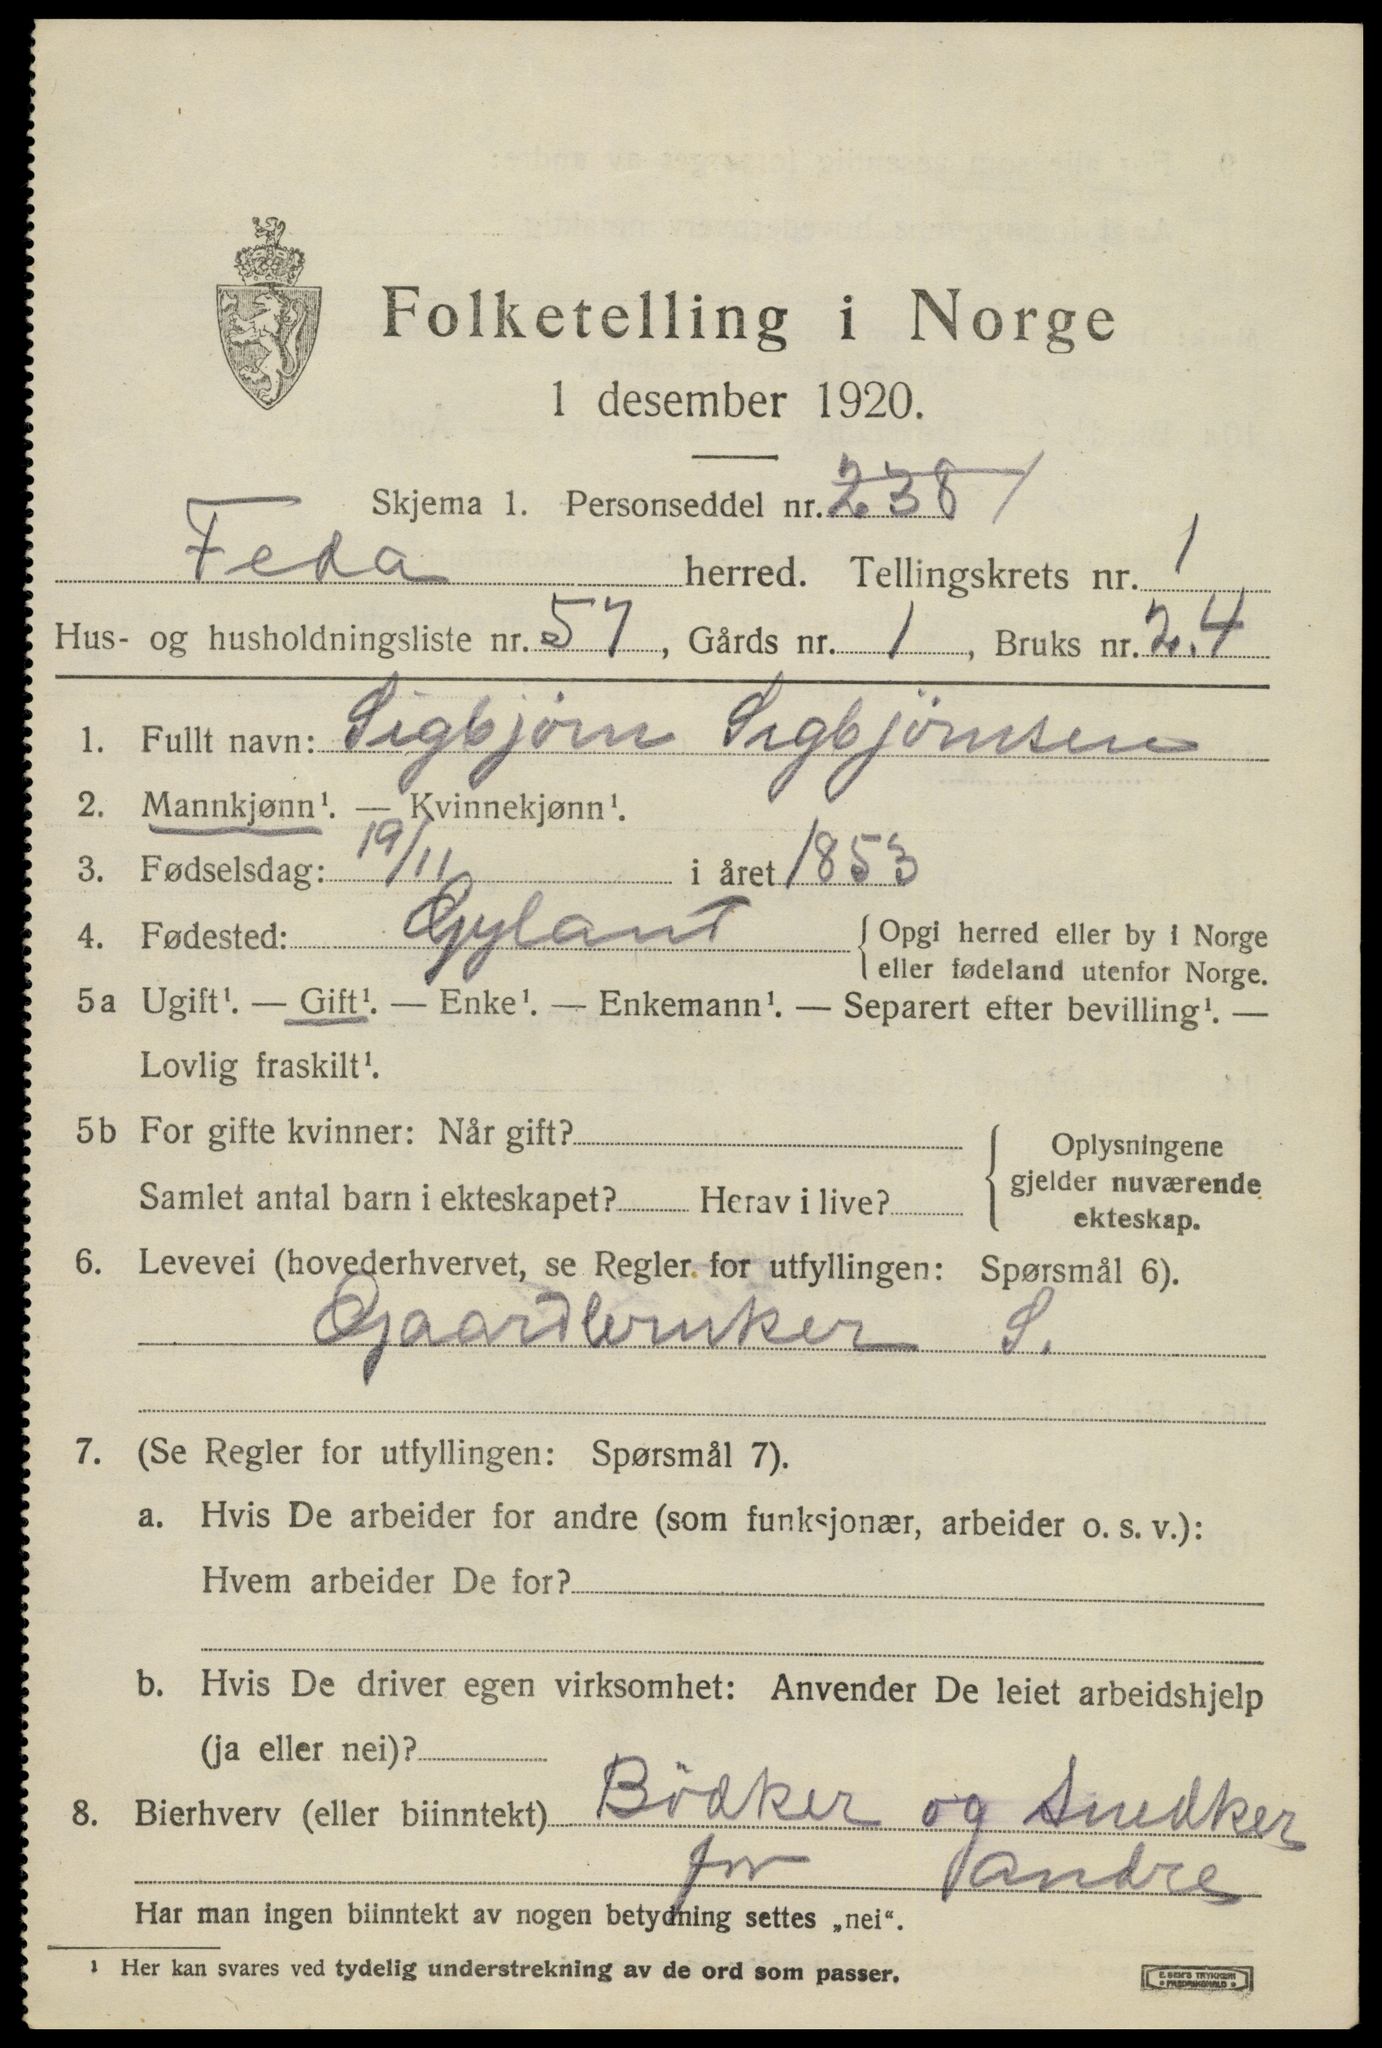 Folketelling i Norge
1 desember 1920.
Skjema 1. Personseddel nr. 238
Feda herred. Tellingskrets nr. 1
Hus- og husholdningsliste nr. 57, Gårds nr. 1, Bruks nr. 2.4
1. Fullt navn: Sigbjörn Sigbjörnsen
2. Mannkjønn¹. — Kvinnekjønn¹.
3. Fødselsdag: 19/11 i året 1853
4. Fødested: Gyland { Opgi herred eller by i Norge
eller fødeland utenfor Norge.
5a Ugift¹. — Gift¹. — Enke¹. — Enkemann¹. — Separert efter bevilling¹. —
Lovlig fraskilt¹.
5b For gifte kvinner: Når gift?
Samlet antal barn i ekteskapet? Herav i live?
{ Oplysningene
gjelder nuværende
ekteskap.
6. Levevei (hovederhvervet, se Regler for utfyllingen: Spørsmål 6).
Gaardbruker S.
7. (Se Regler for utfyllingen: Spørsmål 7).
a. Hvis De arbeider for andre (som funksjonær, arbeider o. s. v.):
Hvem arbeider De for?
b. Hvis De driver egen virksomhet: Anvender De leiet arbeidshjelp
(ja eller nei)?
8. Bierhverv (eller biinntekt) Bödker og Snedker
for andre
Har man ingen biinntekt av nogen betydning settes „nei“.
¹ Her kan svares ved tydelig understrekning av de ord som passer.